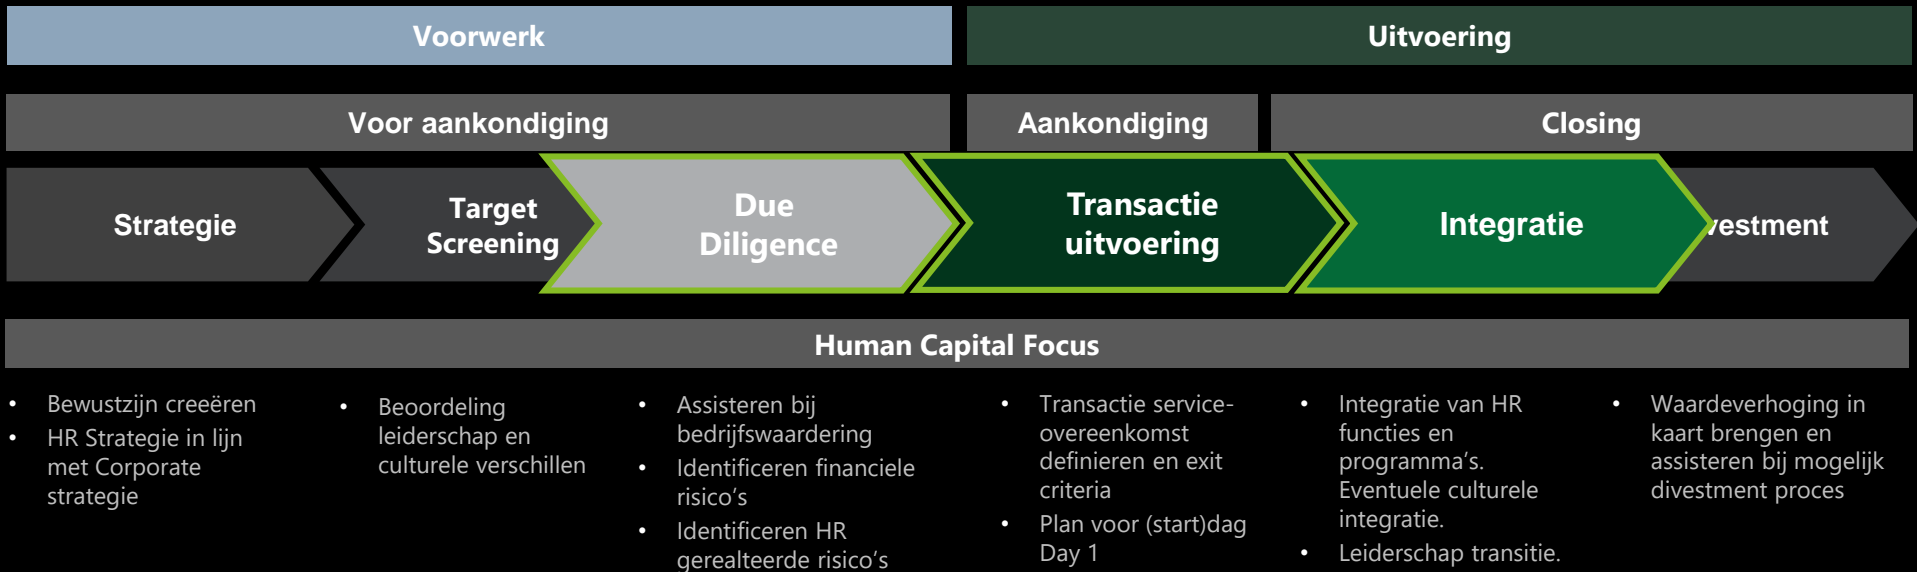 Voorwerk
Uitvoering
Voor aankondiging
Aankondiging
Closing
Strategie
Target
Screening
Due
Diligence
Transactie
uitvoering
Integratie
vestment
Human Capital Focus
• Bewustzijn creeëren
• HR Strategie in lijn
met Corporate
strategie
• Beoordeling
leiderschap en
culturele verschillen
• Assisteren bij
bedrijfswaardering
• Identificeren financiele
risico's
• Identificeren HR
gerealteerde risico's
• Transactie service-
overeenkomst
definieren en exit
criteria
• Plan voor (start)dag
Day 1
• Integratie van HR
functies en
programma's.
Eventuele culturele
integratie.
• Leiderschap transitie.
• Waardeverhoging in
kaart brengen en
assisteren bij mogelijk
divestment proces